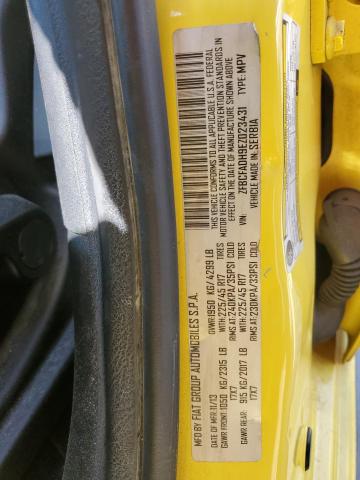 MFD BY FIAT GROUP AUTOMOBILES S.P.A.
DATE OF MFR:11/13 GVWR:1950 KG/4299 LB
GAWR FRONT:1050 KG/2315 LB WITH:225/45 R17 TIRES
17X7 RIMS AT:240KPA/35PSI COLD
GAWR REAR: 915 KG/2017 LB WITH:225/45 R17 TIRES
17X7 RIMS AT:230KPA/33PSI COLD
THIS VEHICLE CONFORMS TO ALL APPLICABLE U.S.A. FEDERAL
MOTOR VEHICLE SAFETY AND THEFT PREVENTION STANDARDS IN
EFFECT ON THE DATE OF MANUFACTURE SHOWN ABOVE
VIN: ZFBCFADH9EZ023431 TYPE:MPV
MADE IN SERBIA